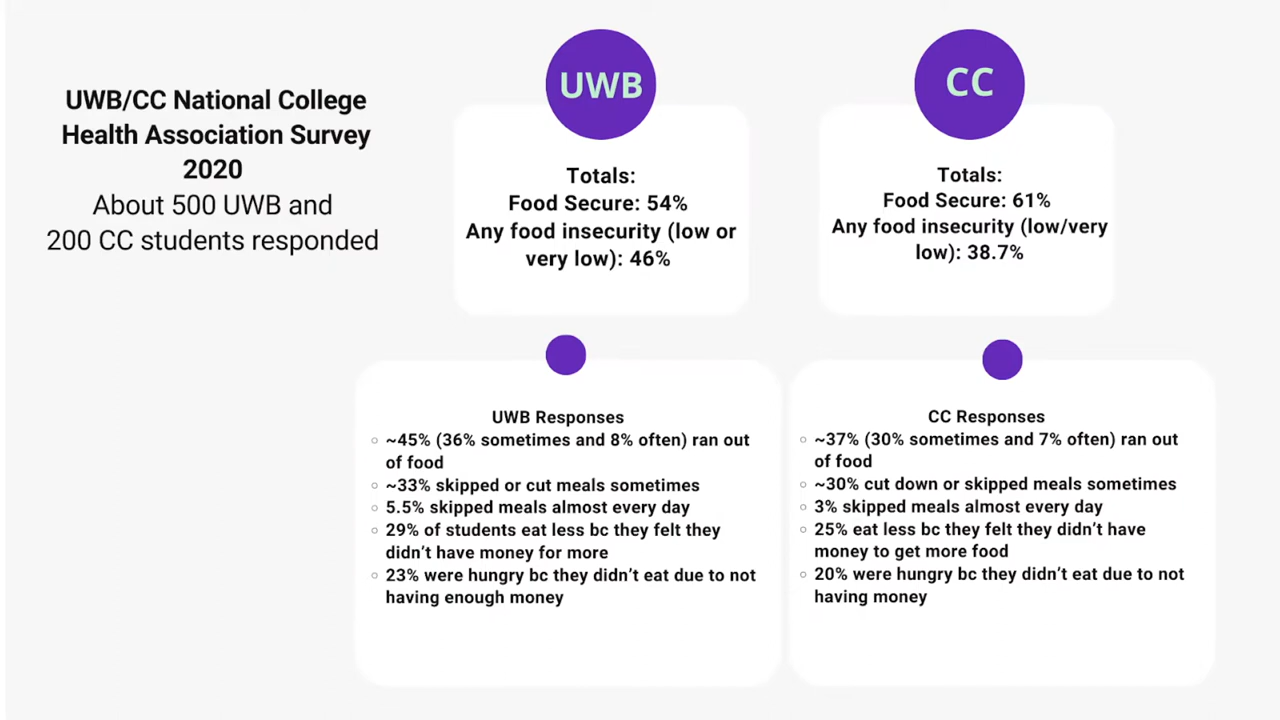 UWB/CC National College
Health Association Survey
2020
About 500 UWB and
200 CC students responded
UWB
Totals:
Food Secure: 54%
Any food insecurity (low or
very low): 46%
CC
Totals:
Food Secure: 61%
Any food insecurity (low/very
low): 38.7%
UWB Responses
~45% (36% sometimes and 8% often) ran out
of food
~33% skipped or cut meals sometimes
5.5% skipped meals almost every day
29% of students eat less bc they felt they
didn't have money for more
23% were hungry bc they didn't eat due to not
having enough money
CC Responses
~37% (30% sometimes and 7% often) ran out
of food
~30% cut down or skipped meals sometimes
3% skipped meals almost every day
25% eat less bc they felt they didn't have
money to get more food
20% were hungry bc they didn't eat due to not
having money